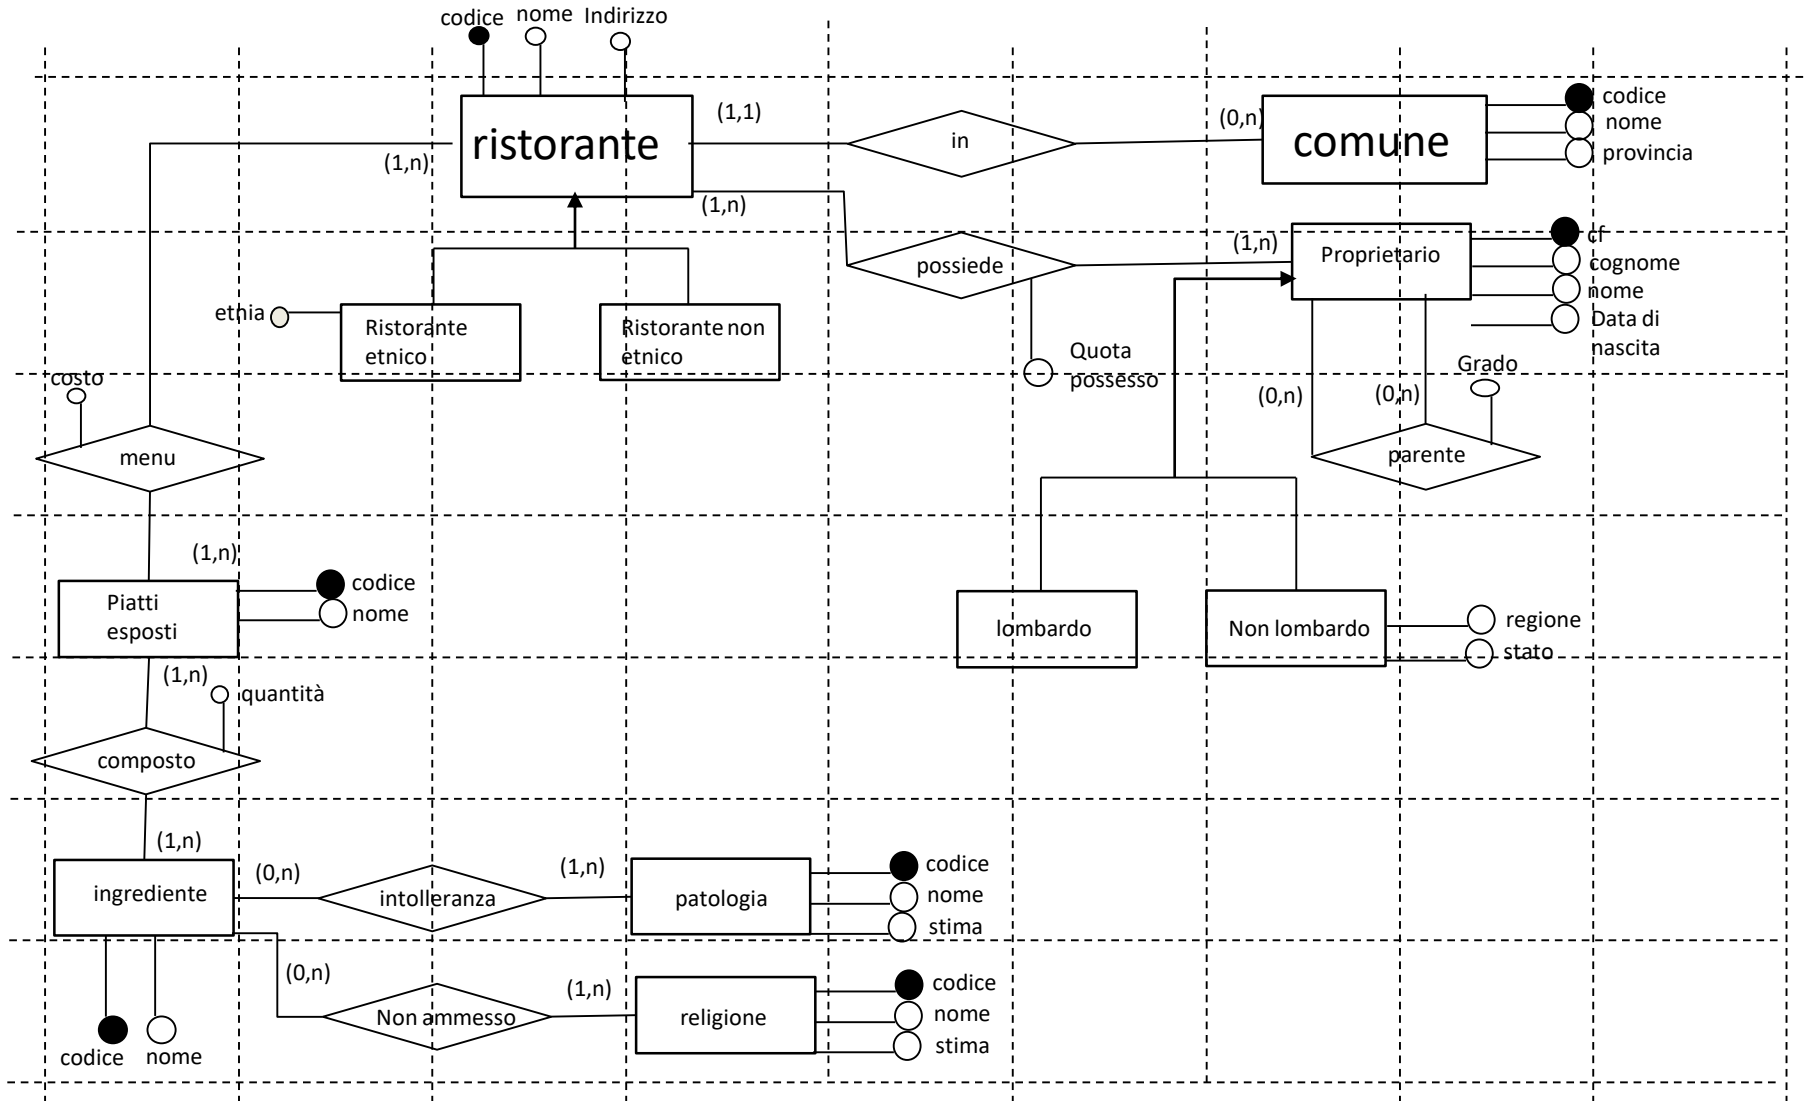 codice nome Indirizzo
ristorante
(1,1)
in
(0,n)
comune
codice
nome
provincia
(1,n)
(1,n)
possiede
(1,n)
Proprietario
cf
cognome
nome
Data di
nascita
etnia
Ristorante
etnico
Ristorante non
etnico
Quota
possesso
Grado
(0,n)
(0,n)
parente
costo
menu
(1,n)
Piatti
esposti
codice
nome
lombardo
Non lombardo
regione
stato
(1,n)
quantità
composto
(1,n)
ingrediente
(0,n)
intolleranza
(1,n)
patologia
codice
nome
stima
(0,n)
Non ammesso
(1,n)
religione
codice
nome
stima
codice nome